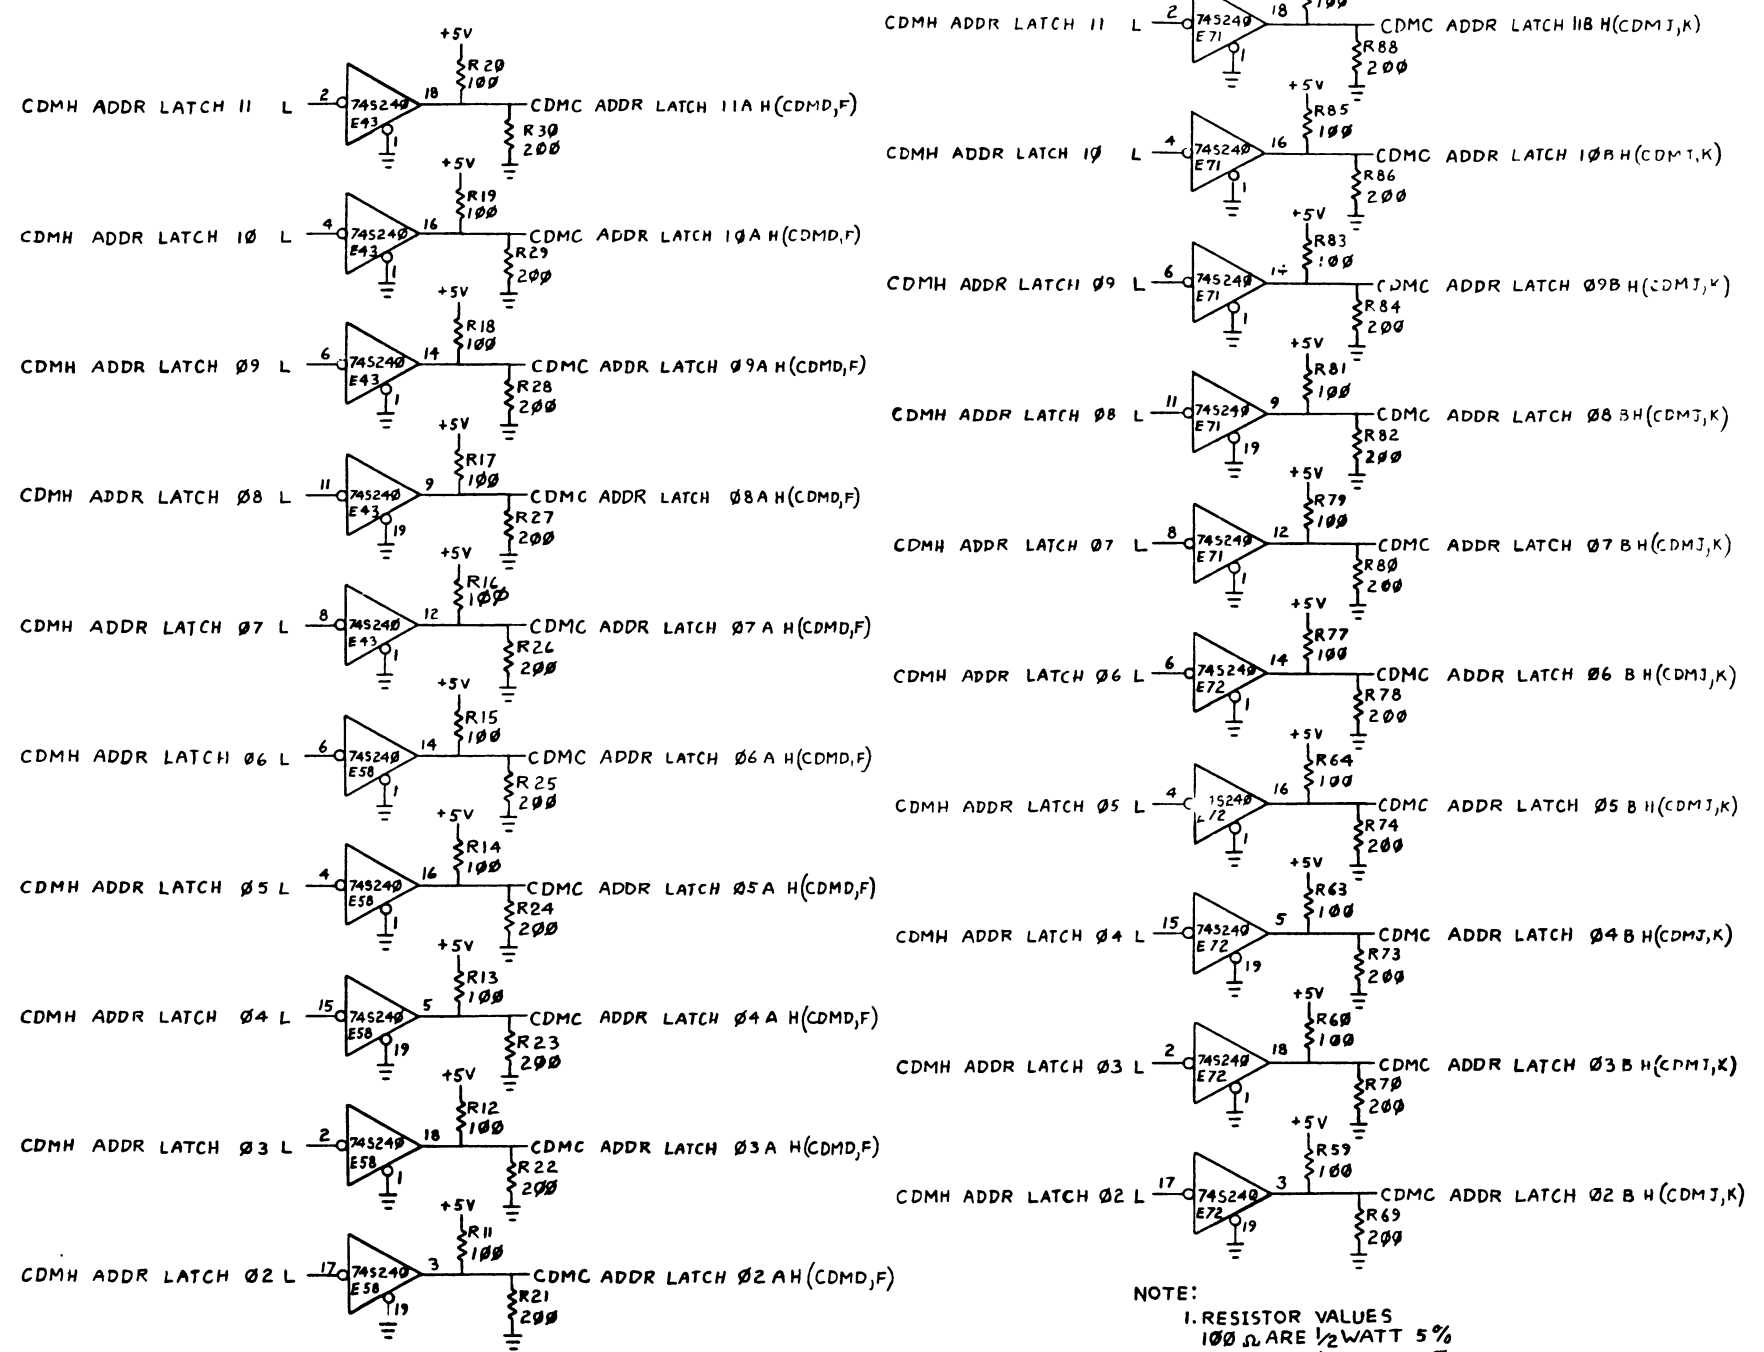 +5V
R20
100
CDMH ADDR LATCH 11 L 2 74S240 18 CDMC ADDR LATCH 11A H(CDMD,F)
E43 1
R30
200
+5V
R19
100
CDMH ADDR LATCH 10 L 4 74S240 16 CDMC ADDR LATCH 10A H(CDMD,F)
E43 1
R29
200
+5V
R18
100
CDMH ADDR LATCH 09 L 6 74S240 14 CDMC ADDR LATCH 09A H(CDMD,F)
E43 1
R28
200
+5V
R17
100
CDMH ADDR LATCH 08 L 11 74S240 9 CDMC ADDR LATCH 08A H(CDMD,F)
E43 19
R27
200
+5V
R16
100
CDMH ADDR LATCH 07 L 8 74S240 12 CDMC ADDR LATCH 07A H(CDMD,F)
E43 1
R26
200
+5V
R15
100
CDMH ADDR LATCH 06 L 6 74S240 14 CDMC ADDR LATCH 06A H(CDMD,F)
E58 1
R25
200
+5V
R14
100
CDMH ADDR LATCH 05 L 4 74S240 16 CDMC ADDR LATCH 05A H(CDMD,F)
E58 1
R24
200
+5V
R13
100
CDMH ADDR LATCH 04 L 15 74S240 5 CDMC ADDR LATCH 04A H(CDMD,F)
E58 19
R23
200
+5V
R12
100
CDMH ADDR LATCH 03 L 2 74S240 18 CDMC ADDR LATCH 03A H(CDMD,F)
E58 1
R22
200
+5V
R11
100
CDMH ADDR LATCH 02 L 17 74S240 3 CDMC ADDR LATCH 02AH(CDMD,F)
E58 19
R21
200
100
CDMH ADDR LATCH 11 L 2 74S240 18 CDMC ADDR LATCH 11B H(CDMJ,K)
E71 1
R88
200
+5V
R85
100
CDMH ADDR LATCH 10 L 4 74S240 16 CDMC ADDR LATCH 10B H(CDMJ,K)
E71 1
R86
200
+5V
R83
100
CDMH ADDR LATCH 09 L 6 74S240 14 CDMC ADDR LATCH 09B H(CDMJ,K)
E71 1
R84
200
+5V
R81
100
CDMH ADDR LATCH 08 L 11 74S240 9 CDMC ADDR LATCH 08B H(CDMJ,K)
E71 19
R82
200
+5V
R79
100
CDMH ADDR LATCH 07 L 8 74S240 12 CDMC ADDR LATCH 07B H(CDMJ,K)
E71 1
R80
200
+5V
R77
100
CDMH ADDR LATCH 06 L 6 74S240 14 CDMC ADDR LATCH 06 B H(CDMJ,K)
E72 1
R78
200
+5V
R64
100
CDMH ADDR LATCH 05 L 4 16 CDMC ADDR LATCH 05 B H(CDMJ,K)
1
R74
200
+5V
R63
100
CDMH ADDR LATCH 04 L 15 74S240 5 CDMC ADDR LATCH 04B H(CDMJ,K)
E72 19
R73
200
+5V
R60
100
CDMH ADDR LATCH 03 L 2 74S240 18 CDMC ADDR LATCH 03B H(CDMJ,K)
E72 1
R70
200
+5V
R59
100
CDMH ADDR LATCH 02 L 17 74S240 3 CDMC ADDR LATCH 02 B H(CDMJ,K)
E72 19
R69
200
NOTE:
1. RESISTOR VALUES
100 Ω ARE 1/2 WATT 5%